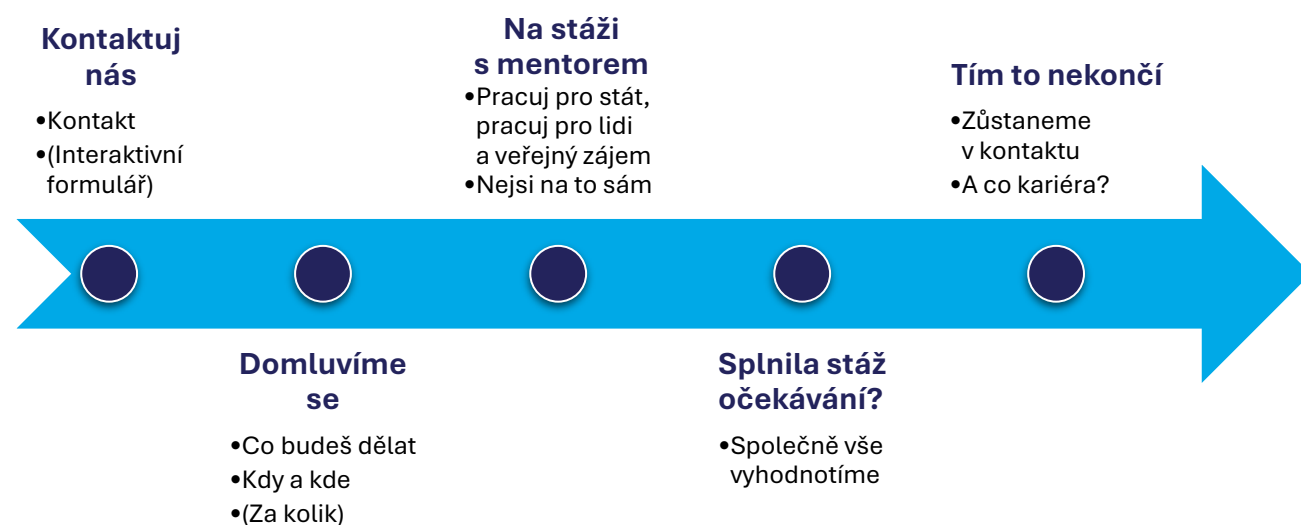 Kontaktuj
nás
•Kontakt
•(Interaktivní
formulář)
Domluvíme
se
•Co budeš dělat
•Kdy a kde
•(Za kolik)
Na stáži
s mentorem
•Pracuj pro stát,
pracuj pro lidi
a veřejný zájem
•Nejsi na to sám
Splnila stáž
očekávání?
•Společně vše
vyhodnotíme
Tím to nekončí
•Zůstaneme
v kontaktu
•A co kariéra?